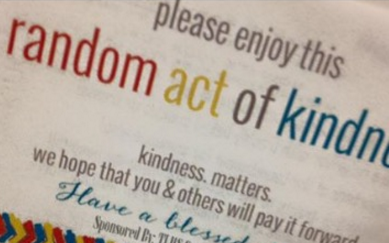 please enjoy this
random act of kindn
kindness. matters.
we hope that you & others will pay it forward
Have a blessed
Sponsored By: